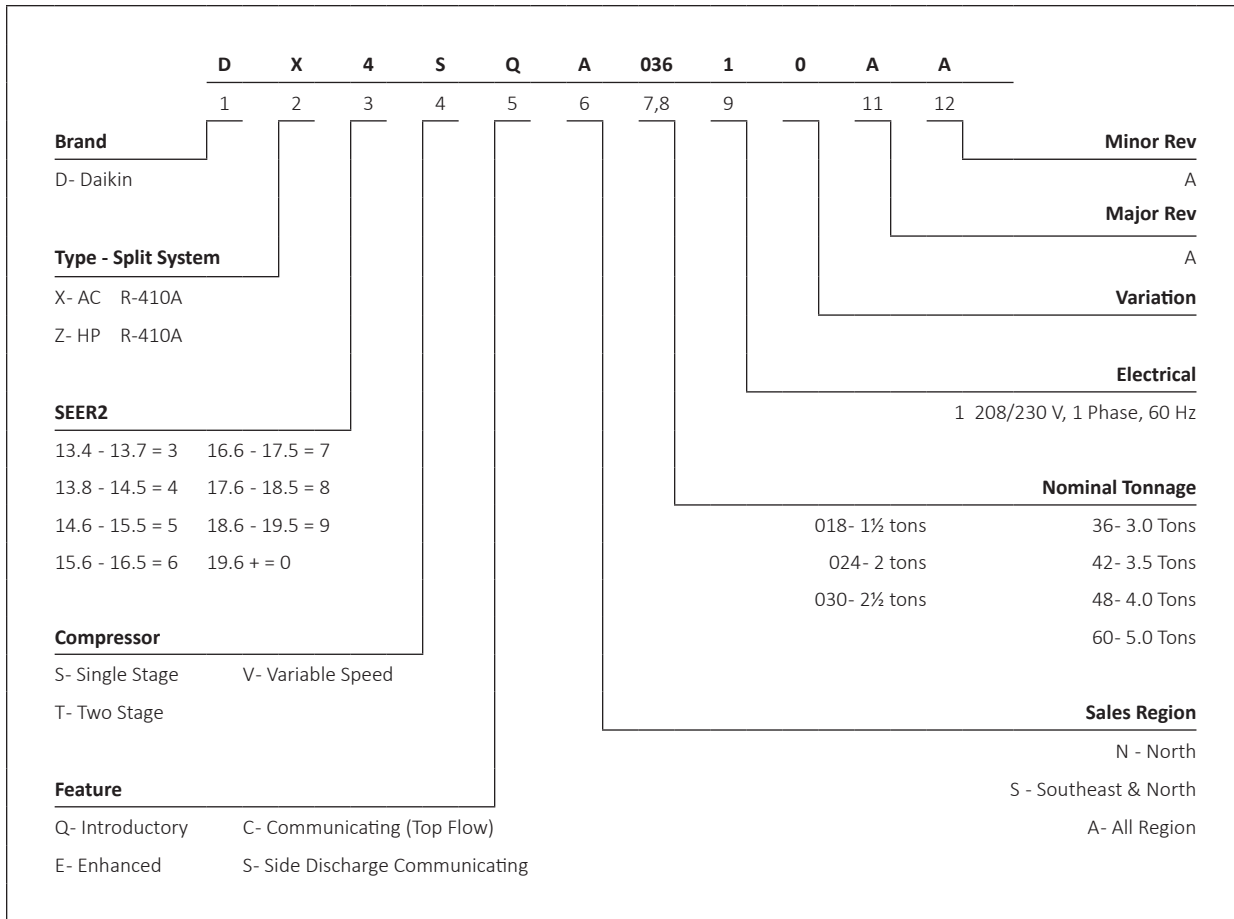 D X 4 S Q A 036 1 0 A A
1 2 3 4 5 6 7,8 9 11 12
Brand
D- Daikin
Type - Split System
X- AC R-410A
Z- HP R-410A
SEER2
13.4 - 13.7 = 3 16.6 - 17.5 = 7
13.8 - 14.5 = 4 17.6 - 18.5 = 8
14.6 - 15.5 = 5 18.6 - 19.5 = 9
15.6 - 16.5 = 6 19.6 + = 0
Compressor
S- Single Stage V- Variable Speed
T- Two Stage
Feature
Q- Introductory C- Communicating (Top Flow)
E- Enhanced S- Side Discharge Communicating
Minor Rev
A
Major Rev
A
Variation
Electrical
1 208/230 V, 1 Phase, 60 Hz
Nominal Tonnage
018- 1½ tons 36- 3.0 Tons
024- 2 tons 42- 3.5 Tons
030- 2½ tons 48- 4.0 Tons
60- 5.0 Tons
Sales Region
N - North
S - Southeast & North
A- All Region